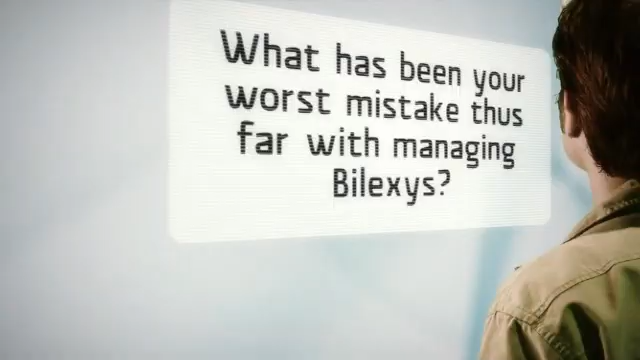 What has been your
worst mistake thus
far with managing
Bilexys?